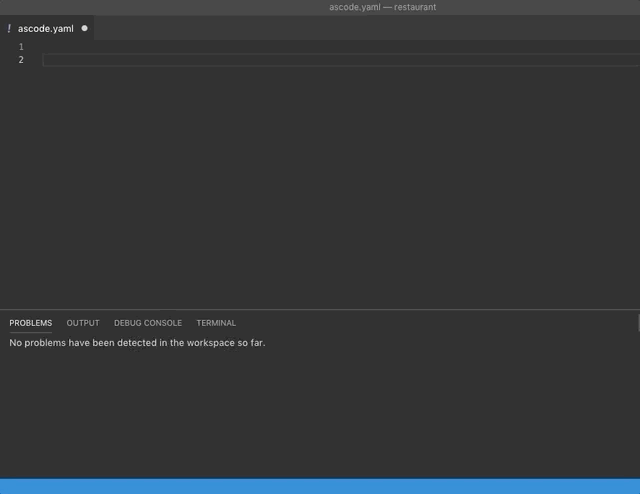 ascode.yaml — restaurant
! ascode.yaml
1
2
PROBLEMS OUTPUT DEBUG CONSOLE TERMINAL
No problems have been detected in the workspace so far.